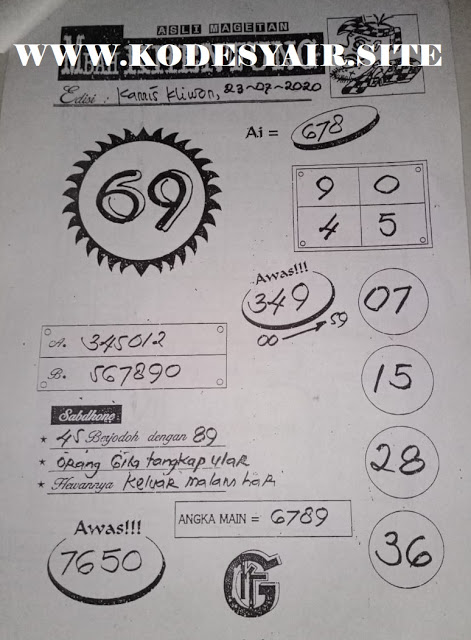 ASLI MAGETAN
WWW.KODESYAIR.SITE
MBAH
Edisi : Kamis Kliwon, 23-07-2020
Ai = 678
69
9 0
4 5
Awas!!!
349
00 59
07
A. 345012
B. 567890
15
Sabdhone
★ 45 Berjodoh dengan 89
★ orang Gila tangkap ular
★ Hewannya keluar malam hari
28
ANGKA MAIN = 6789
Awas!!!
7650
36